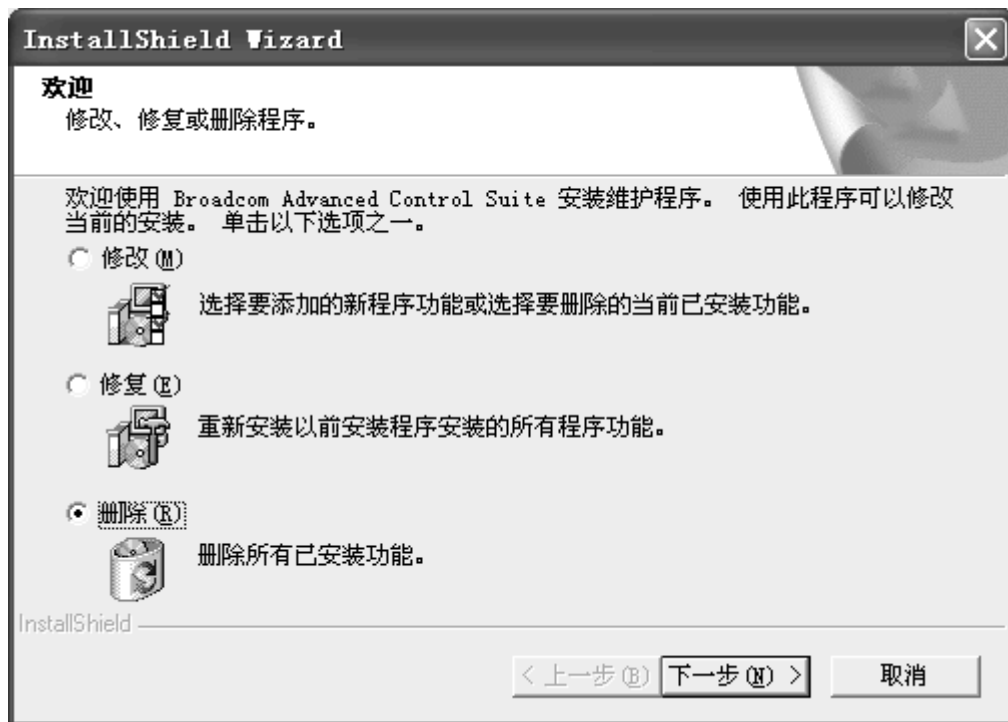 InstallShield Wizard
欢迎
修改、修复或删除程序。
欢迎使用 Broadcom Advanced Control Suite 安装维护程序。 使用此程序可以修改
当前的安装。 单击以下选项之一。
修改(M)
选择要添加的新程序功能或选择要删除的当前已安装功能。
修复(E)
重新安装以前安装程序安装的所有程序功能。
删除(R)
删除所有已安装功能。
InstallShield
< 上一步(B) 下一步(N) > 取消